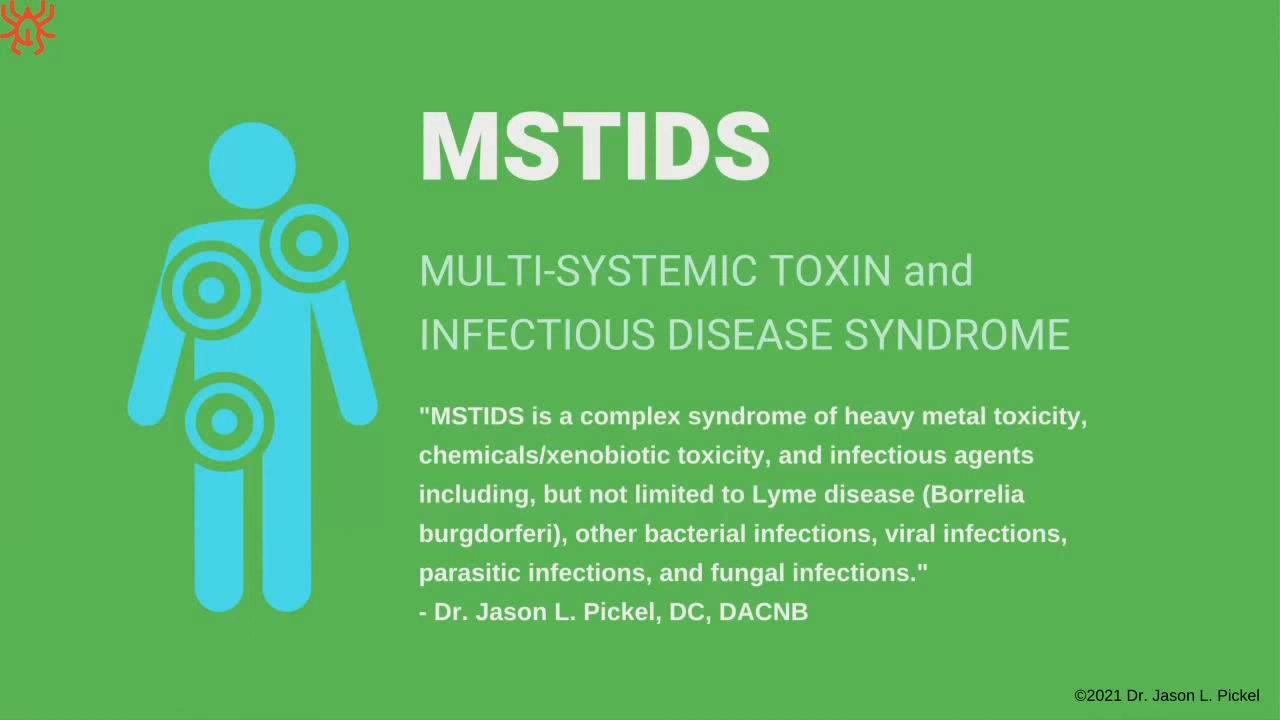 MSTIDS
MULTI-SYSTEMIC TOXIN and
INFECTIOUS DISEASE SYNDROME
"MSTIDS is a complex syndrome of heavy metal toxicity,
chemicals/xenobiotic toxicity, and infectious agents
including, but not limited to Lyme disease (Borrelia
burgdorferi), other bacterial infections, viral infections,
parasitic infections, and fungal infections."
- Dr. Jason L. Pickel, DC, DACNB
©2021 Dr. Jason L. Pickel